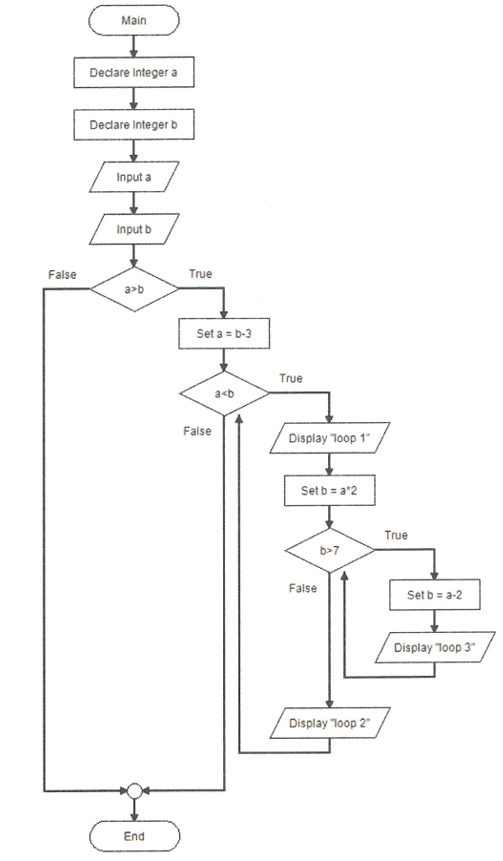 Main
Declare Integer a
Declare Integer b
Input a
Input b
False
True
a>b
Set a = b-3
True
a<b
False
Display "loop 1"
Set b = a*2
True
b>7
False
Set b = a-2
Display "loop 3"
Display "loop 2"
End